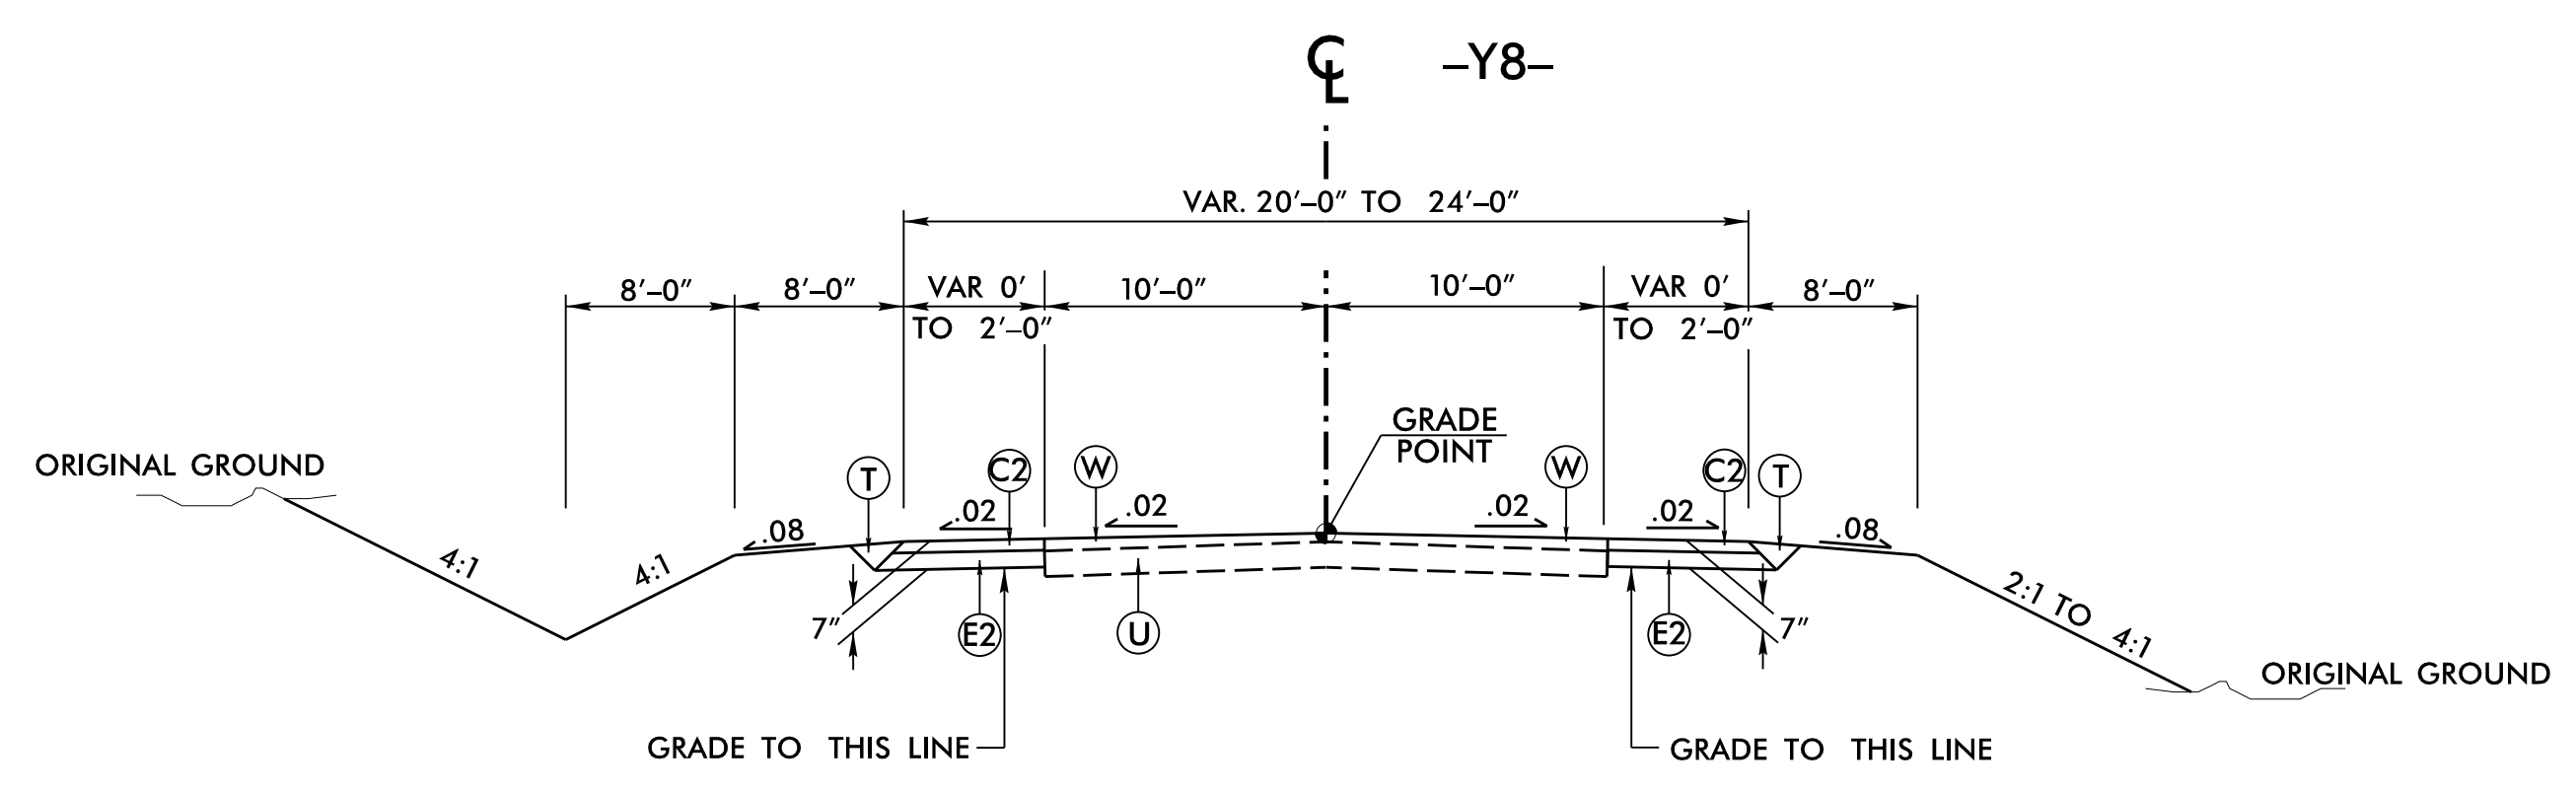 ℄ –Y8–
VAR. 20'–0" TO 24'–0"
8'–0"
8'–0"
VAR 0'
TO 2'–0"
10'–0"
10'–0"
VAR 0'
TO 2'–0"
8'–0"
GRADE
POINT
ORIGINAL GROUND
T
C2
W
W
C2
T
.08
.02
.02
.02
.02
.08
4:1
4:1
2:1 TO 4:1
7"
E2
U
E2
7"
ORIGINAL GROUND
GRADE TO THIS LINE
GRADE TO THIS LINE